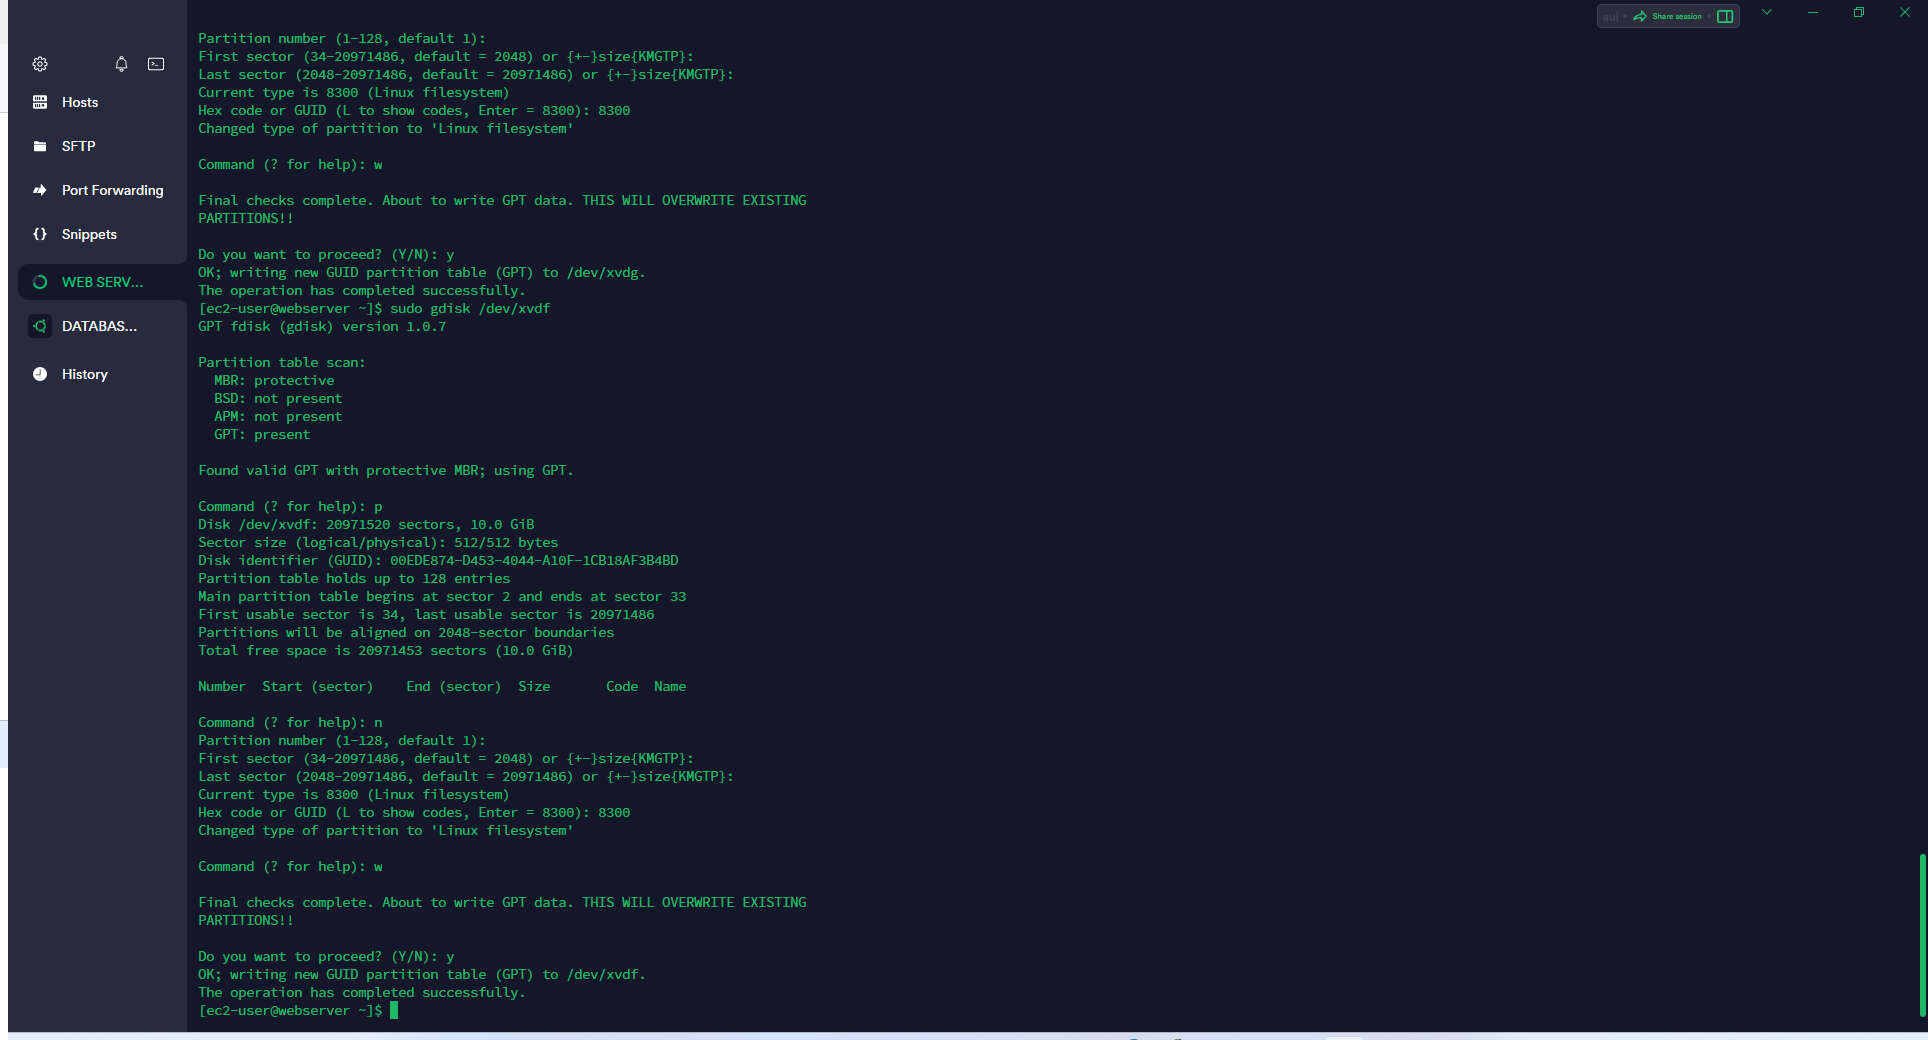 au
Share session
Hosts
SFTP
Port Forwarding
Snippets
WEB SERV...
DATABAS...
History
Partition number (1-128, default 1):
First sector (34-20971486, default = 2048) or {+-}size{KMGTP}:
Last sector (2048-20971486, default = 20971486) or {+-}size{KMGTP}:
Current type is 8300 (Linux filesystem)
Hex code or GUID (L to show codes, Enter = 8300): 8300
Changed type of partition to 'Linux filesystem'
Command (? for help): w
Final checks complete. About to write GPT data. THIS WILL OVERWRITE EXISTING
PARTITIONS!!
Do you want to proceed? (Y/N): y
OK; writing new GUID partition table (GPT) to /dev/xvdg.
The operation has completed successfully.
[ec2-user@webserver ~]$ sudo gdisk /dev/xvdf
GPT fdisk (gdisk) version 1.0.7
Partition table scan:
MBR: protective
BSD: not present
APM: not present
GPT: present
Found valid GPT with protective MBR; using GPT.
Command (? for help): p
Disk /dev/xvdf: 20971520 sectors, 10.0 GiB
Sector size (logical/physical): 512/512 bytes
Disk identifier (GUID): 00EDE874-D453-4044-A10F-1CB18AF3B4BD
Partition table holds up to 128 entries
Main partition table begins at sector 2 and ends at sector 33
First usable sector is 34, last usable sector is 20971486
Partitions will be aligned on 2048-sector boundaries
Total free space is 20971453 sectors (10.0 GiB)
Number  Start (sector)    End (sector)  Size       Code  Name
Command (? for help): n
Partition number (1-128, default 1):
First sector (34-20971486, default = 2048) or {+-}size{KMGTP}:
Last sector (2048-20971486, default = 20971486) or {+-}size{KMGTP}:
Current type is 8300 (Linux filesystem)
Hex code or GUID (L to show codes, Enter = 8300): 8300
Changed type of partition to 'Linux filesystem'
Command (? for help): w
Final checks complete. About to write GPT data. THIS WILL OVERWRITE EXISTING
PARTITIONS!!
Do you want to proceed? (Y/N): y
OK; writing new GUID partition table (GPT) to /dev/xvdf.
The operation has completed successfully.
[ec2-user@webserver ~]$